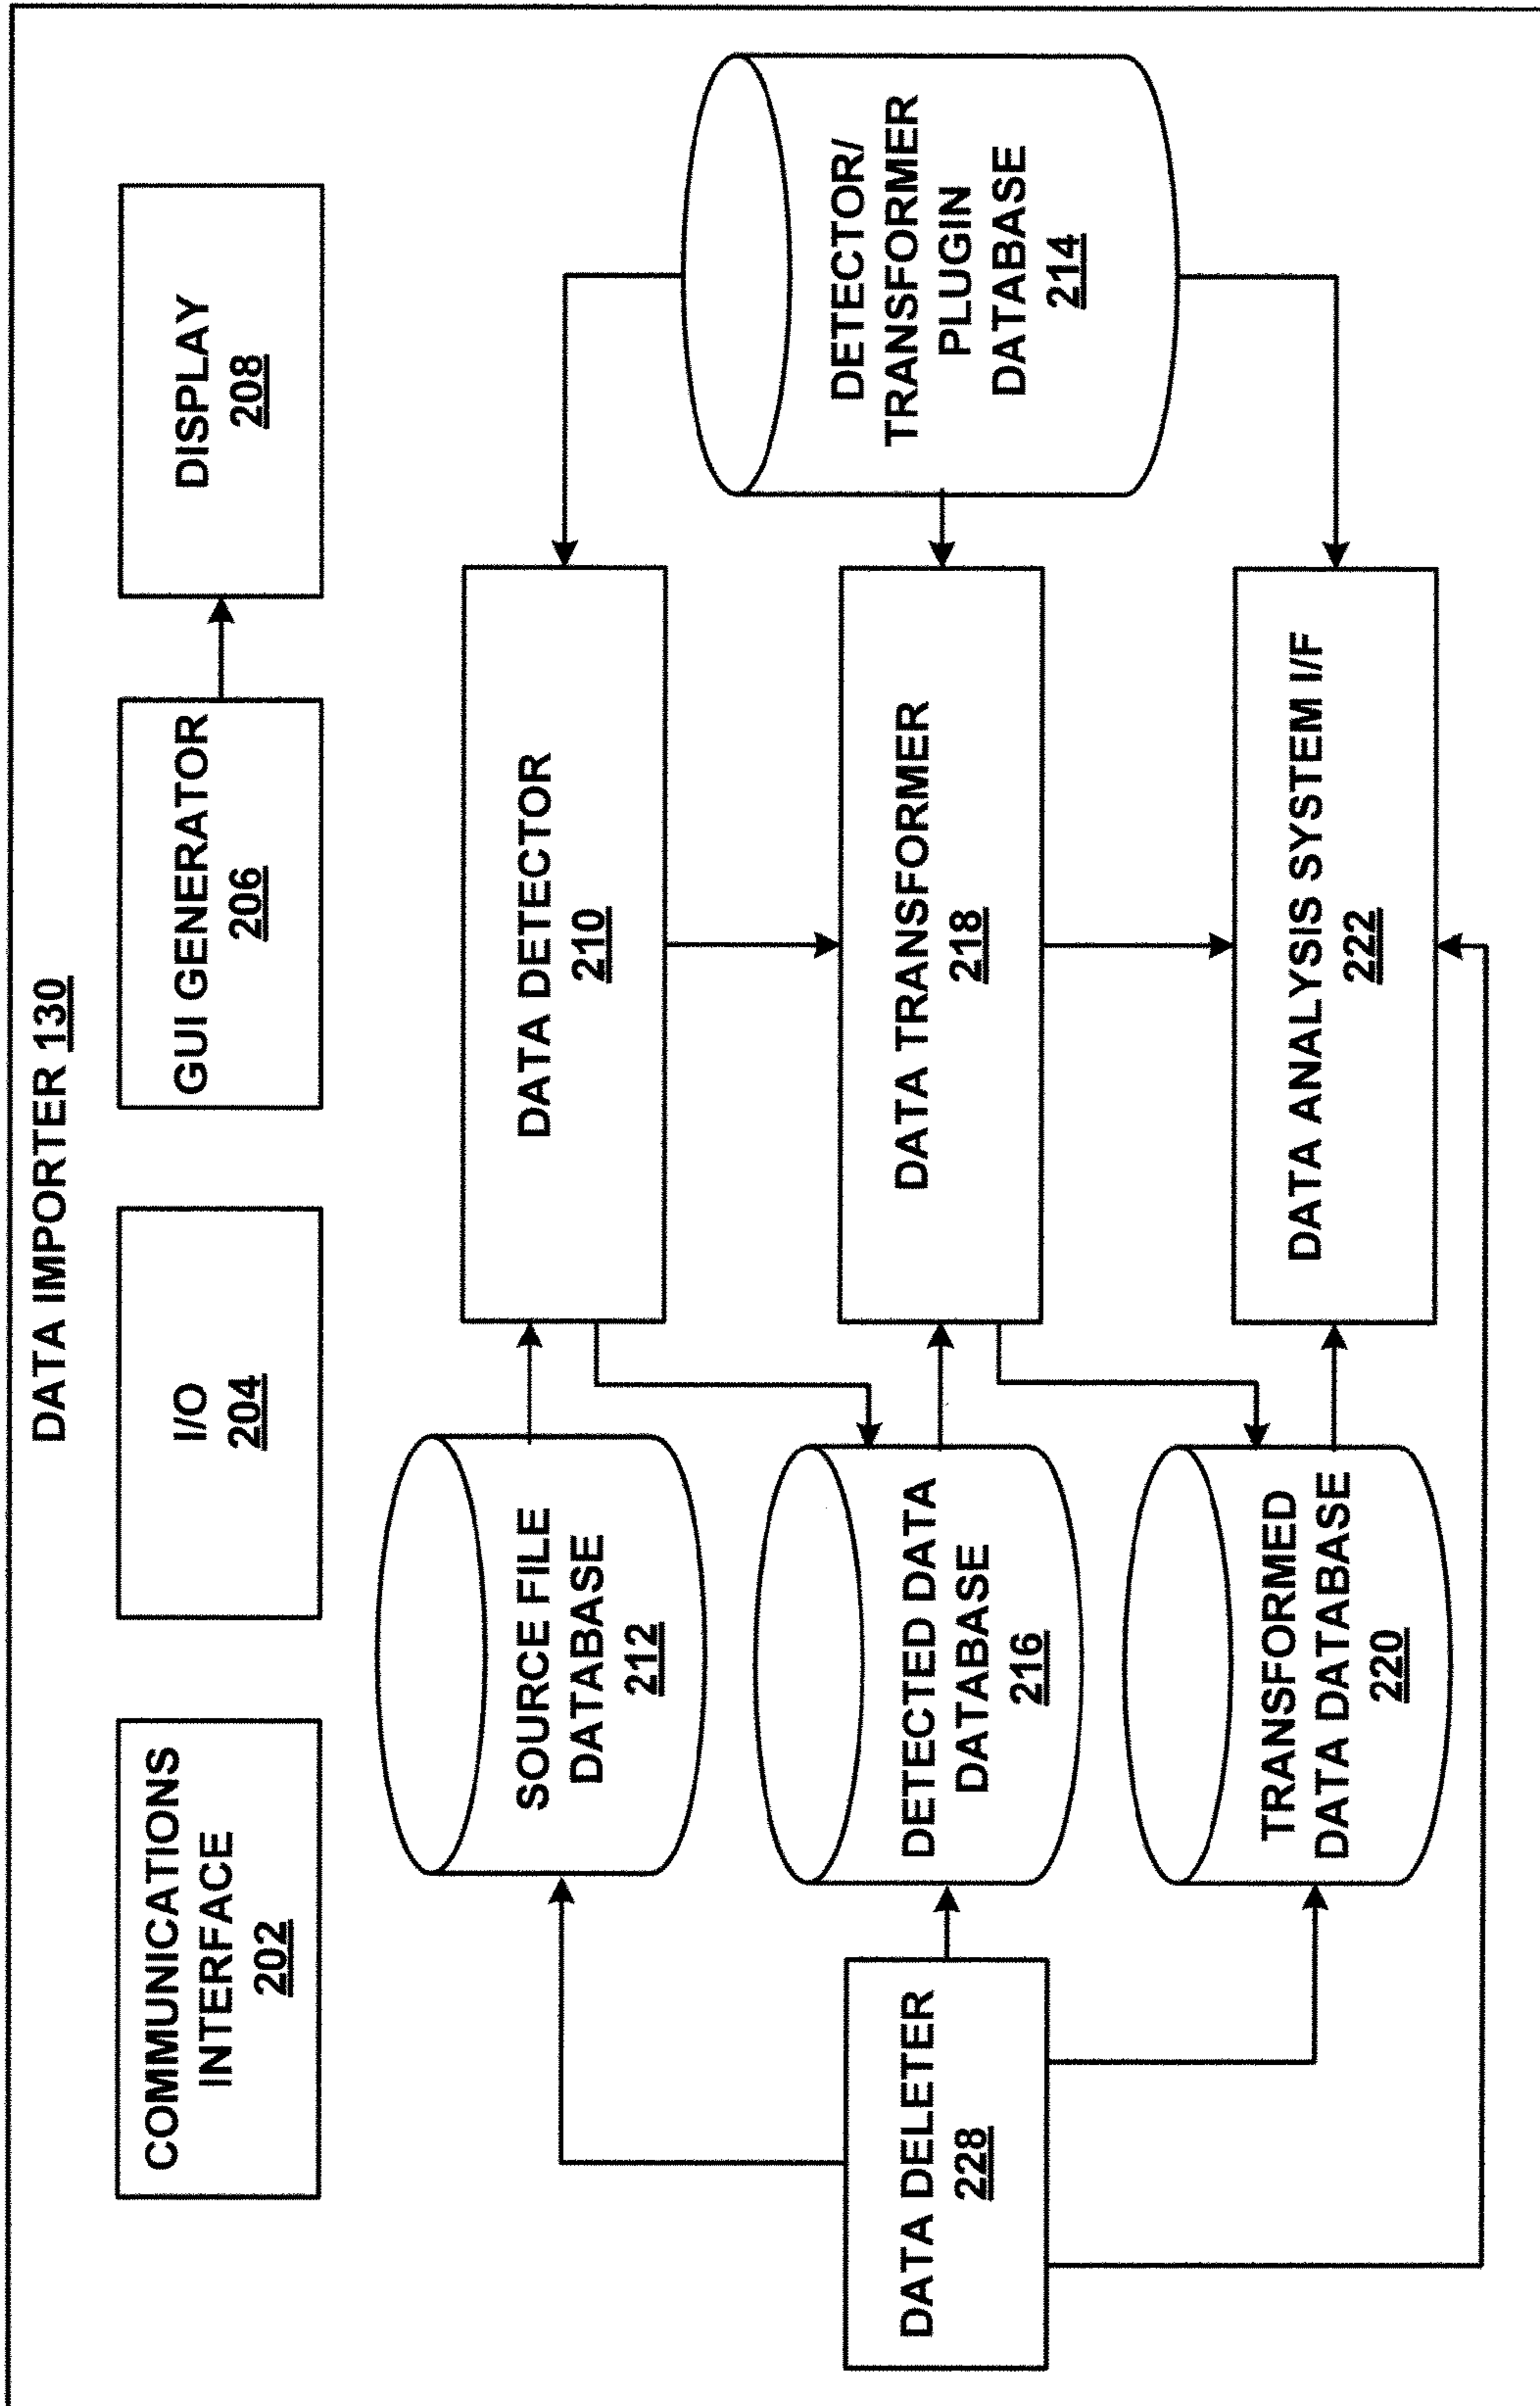 DATA IMPORTER 130
COMMUNICATIONS
INTERFACE
202
I/O
204
GUI GENERATOR
206
DISPLAY
208
SOURCE FILE
DATABASE
212
DATA DETECTOR
210
DETECTOR/
TRANSFORMER
PLUGIN
DATABASE
214
DATA DELETER
228
DETECTED DATA
DATABASE
216
DATA TRANSFORMER
218
TRANSFORMED
DATA DATABASE
220
DATA ANALYSIS SYSTEM I/F
222